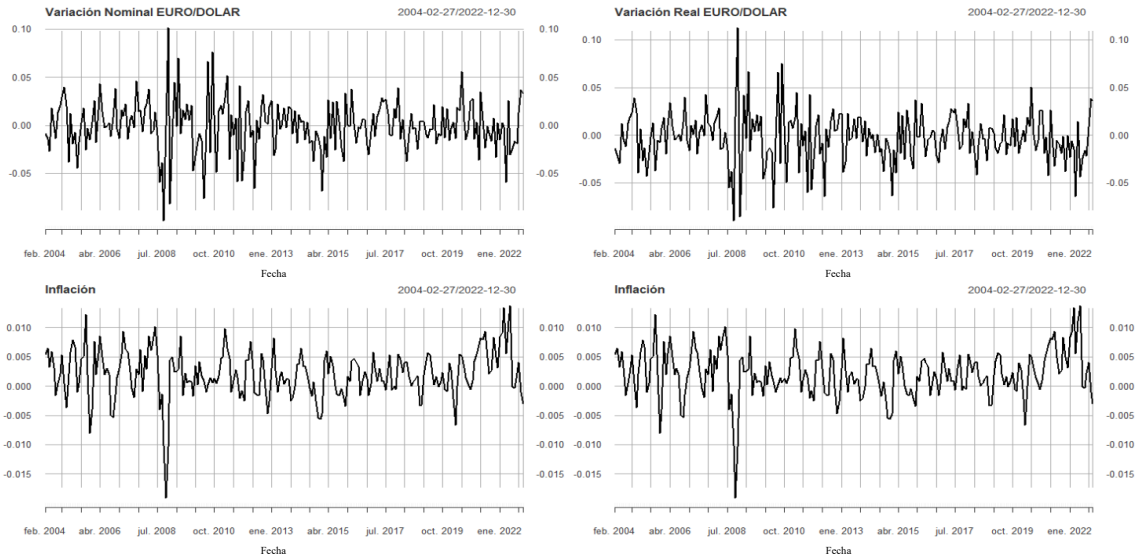 Variación Nominal EURO/DOLAR 2004-02-27/2022-12-30
0.10 0.10
0.05 0.05
0.00 0.00
-0.05 -0.05
feb. 2004 abr. 2006 jul. 2008 oct. 2010 ene. 2013 abr. 2015 jul. 2017 oct. 2019 ene. 2022
Fecha
Variación Real EURO/DOLAR 2004-02-27/2022-12-30
0.10 0.10
0.05 0.05
0.00 0.00
-0.05 -0.05
feb. 2004 abr. 2006 jul. 2008 oct. 2010 ene. 2013 abr. 2015 jul. 2017 oct. 2019 ene. 2022
Fecha
Inflación 2004-02-27/2022-12-30
0.010 0.010
0.005 0.005
0.000 0.000
-0.005 -0.005
-0.010 -0.010
-0.015 -0.015
feb. 2004 abr. 2006 jul. 2008 oct. 2010 ene. 2013 abr. 2015 jul. 2017 oct. 2019 ene. 2022
Fecha
Inflación 2004-02-27/2022-12-30
0.010 0.010
0.005 0.005
0.000 0.000
-0.005 -0.005
-0.010 -0.010
-0.015 -0.015
feb. 2004 abr. 2006 jul. 2008 oct. 2010 ene. 2013 abr. 2015 jul. 2017 oct. 2019 ene. 2022
Fecha